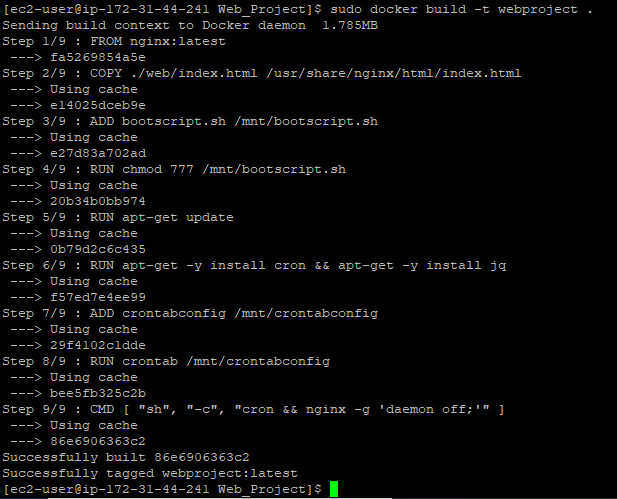 [ec2-user@ip-172-31-44-241 Web_Project]$ sudo docker build -t webproject .
Sending build context to Docker daemon  1.785MB
Step 1/9 : FROM nginx:latest
 ---> fa5269854a5e
Step 2/9 : COPY ./web/index.html /usr/share/nginx/html/index.html
 ---> Using cache
 ---> e14025dceb9e
Step 3/9 : ADD bootscript.sh /mnt/bootscript.sh
 ---> Using cache
 ---> e27d83a702ad
Step 4/9 : RUN chmod 777 /mnt/bootscript.sh
 ---> Using cache
 ---> 20b34b0bb974
Step 5/9 : RUN apt-get update
 ---> Using cache
 ---> 0b79d2c6c435
Step 6/9 : RUN apt-get -y install cron && apt-get -y install jq
 ---> Using cache
 ---> f57ed7e4ee99
Step 7/9 : ADD crontabconfig /mnt/crontabconfig
 ---> Using cache
 ---> 29f4102c1dde
Step 8/9 : RUN crontab /mnt/crontabconfig
 ---> Using cache
 ---> bee5fb325c2b
Step 9/9 : CMD [ "sh", "-c", "cron && nginx -g 'daemon off;'" ]
 ---> Using cache
 ---> 86e6906363c2
Successfully built 86e6906363c2
Successfully tagged webproject:latest
[ec2-user@ip-172-31-44-241 Web_Project]$